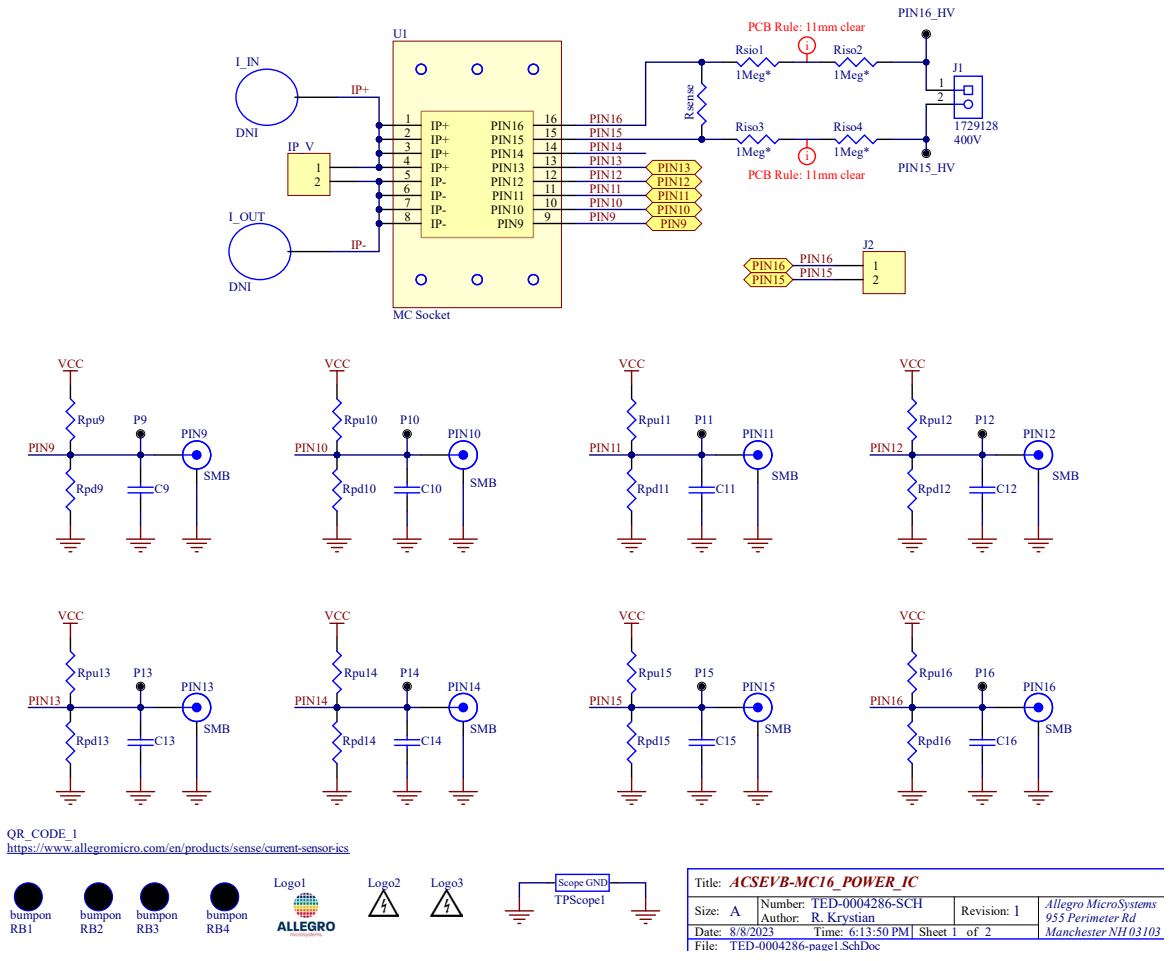 PIN16_HV
PCB Rule: 11mm clear
i
U1
Rsio1
Riso2
I_IN
J1
1Meg*
1Meg*
IP+
1
2
Rsense
DNI
16
PIN16
1
IP+
PIN16
15
PIN15
2
IP+
PIN15
Riso3
Riso4
1729128
400V
14
PIN14
3
IP+
PIN14
IP_V
1Meg*
1Meg*
13
PIN13
PIN13
4
IP+
PIN13
i
1
2
12
PIN12
PIN12
5
IP-
PIN12
PCB Rule: 11mm clear
PIN15_HV
11
PIN11
PIN11
6
IP-
PIN11
10
PIN10
PIN10
7
IP-
PIN10
9
PIN9
PIN9
8
IP-
PIN9
I_OUT
IP-
J2
PIN16
PIN16
1
PIN15
PIN15
2
DNI
MC Socket
VCC
VCC
VCC
VCC
Rpu9
P9
PIN9
Rpu10
P10
PIN10
Rpu11
P11
PIN11
Rpu12
P12
PIN12
PIN9
PIN10
PIN11
PIN12
SMB
SMB
SMB
SMB
Rpd9
C9
Rpd10
C10
Rpd11
C11
Rpd12
C12
VCC
VCC
VCC
VCC
Rpu13
P13
PIN13
Rpu14
P14
PIN14
Rpu15
P15
PIN15
Rpu16
P16
PIN16
PIN13
PIN14
PIN15
PIN16
SMB
SMB
SMB
SMB
Rpd13
C13
Rpd14
C14
Rpd15
C15
Rpd16
C16
QR_CODE_1
https://www.allegromicro.com/en/products/sense/current-sensor-ics
bumpon
RB1
bumpon
RB2
bumpon
RB3
bumpon
RB4
Logo1
ALLEGRO
microsystems
Logo2
Logo3
Scope GND
TPScope1
Title: ACSEVB-MC16_POWER_IC
Size: A
Number: TED-0004286-SCH
Author: R. Krystian
Revision: 1
Allegro MicroSystems
955 Perimeter Rd
Manchester NH 03103
Date: 8/8/2023 Time: 6:13:50 PM Sheet 1 of 2
File: TED-0004286-page1.SchDoc